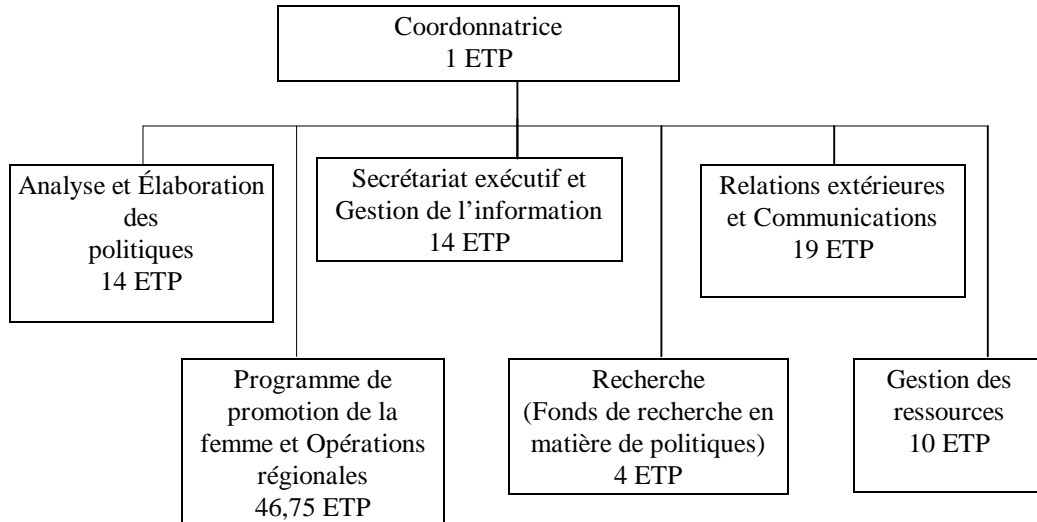 Coordonnatrice
1 ETP
Analyse et Élaboration
des
politiques
14 ETP
Secrétariat exécutif et
Gestion de l’information
14 ETP
Relations extérieures
et Communications
19 ETP
Programme de
promotion de la
femme et Opérations
régionales
46,75 ETP
Recherche
(Fonds de recherche en
matière de politiques)
4 ETP
Gestion des
ressources
10 ETP